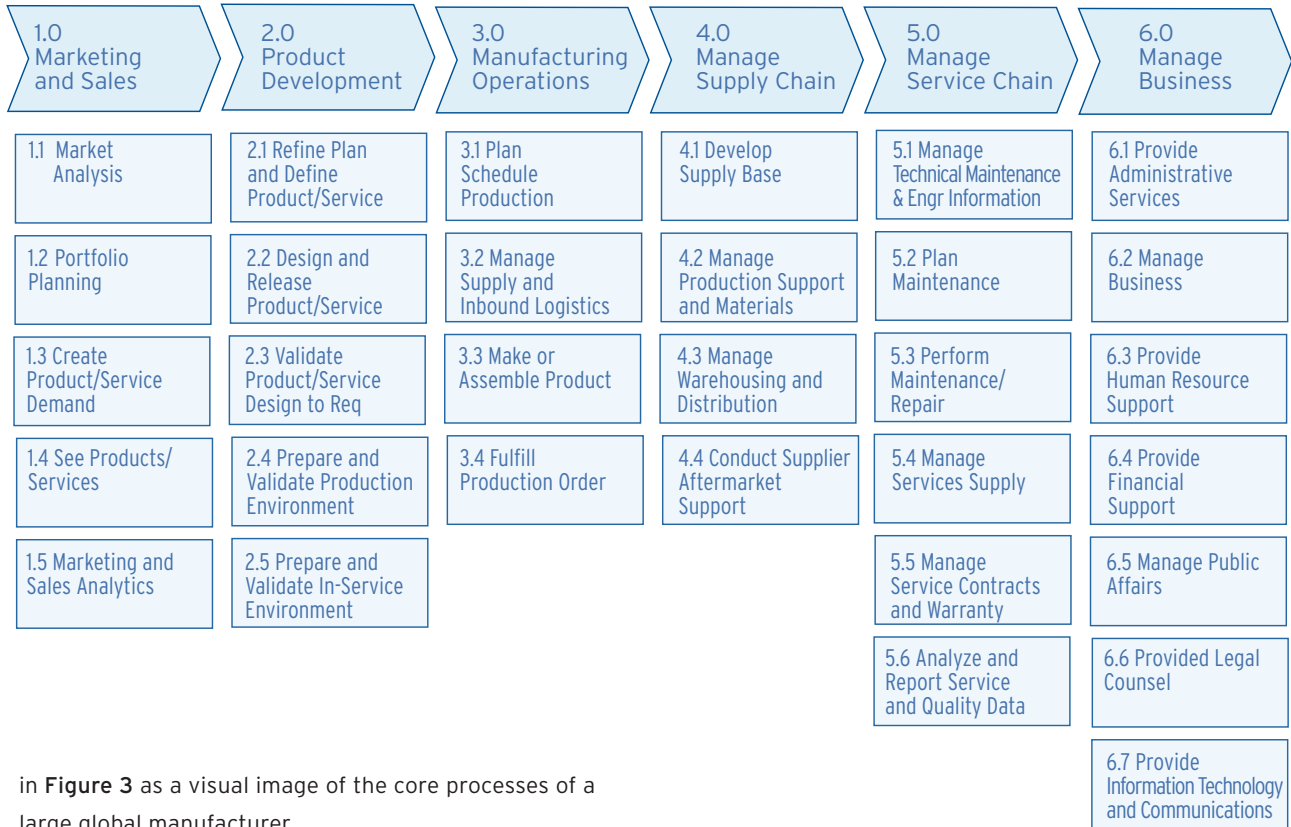 1.0
Marketing
and Sales
2.0
Product
Development
3.0
Manufacturing
Operations
4.0
Manage
Supply Chain
5.0
Manage
Service Chain
6.0
Manage
Business
1.1 Market
Analysis
1.2 Portfolio
Planning
1.3 Create
Product/Service
Demand
1.4 See Products/
Services
1.5 Marketing and
Sales Analytics
2.1 Refine Plan
and Define
Product/Service
2.2 Design and
Release
Product/Service
2.3 Validate
Product/Service
Design to Req
2.4 Prepare and
Validate Production
Environment
2.5 Prepare and
Validate In-Service
Environment
3.1 Plan
Schedule
Production
3.2 Manage
Supply and
Inbound Logistics
3.3 Make or
Assemble Product
3.4 Fulfill
Production Order
4.1 Develop
Supply Base
4.2 Manage
Production Support
and Materials
4.3 Manage
Warehousing and
Distribution
4.4 Conduct Supplier
Aftermarket
Support
5.1 Manage
Technical Maintenance
& Engr Information
5.2 Plan
Maintenance
5.3 Perform
Maintenance/
Repair
5.4 Manage
Services Supply
5.5 Manage
Service Contracts
and Warranty
5.6 Analyze and
Report Service
and Quality Data
6.1 Provide
Administrative
Services
6.2 Manage
Business
6.3 Provide
Human Resource
Support
6.4 Provide
Financial
Support
6.5 Manage Public
Affairs
6.6 Provided Legal
Counsel
6.7 Provide
Information Technology
and Communications
in Figure 3 as a visual image of the core processes of a
large global manufacturer